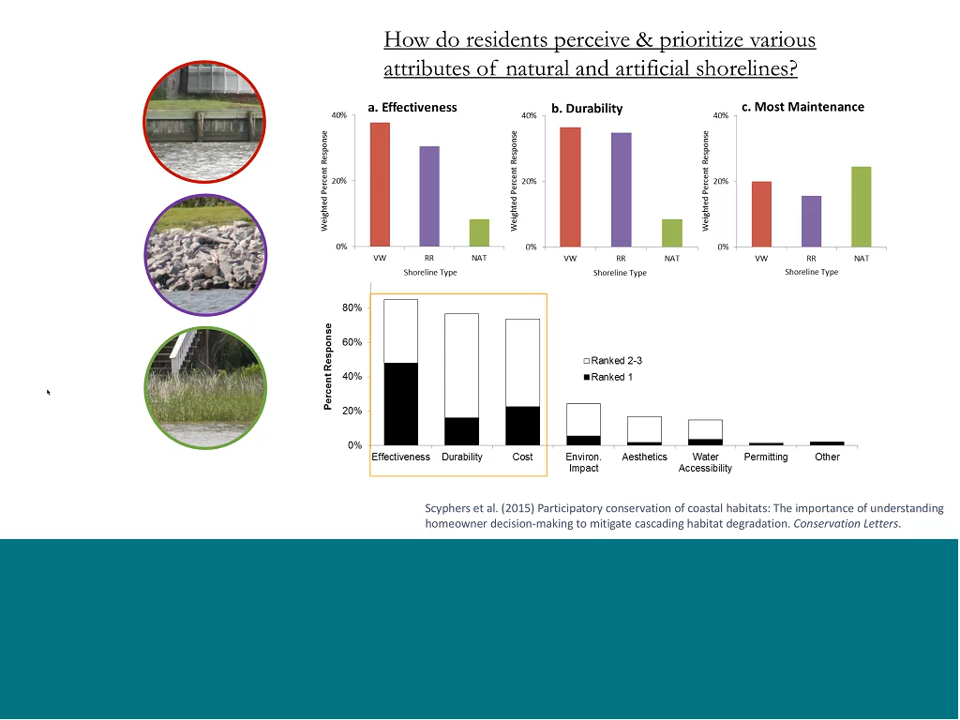 How do residents perceive & prioritize various
attributes of natural and artificial shorelines?
a. Effectiveness
40%
20%
0%
Weighted Percent Response
VW RR NAT
Shoreline Type
b. Durability
40%
20%
0%
Weighted Percent Response
VW RR NAT
Shoreline Type
c. Most Maintenance
40%
20%
0%
Weighted Percent Response
VW RR NAT
Shoreline Type
80%
60%
40%
20%
0%
Percent Response
Ranked 2-3
Ranked 1
Effectiveness Durability Cost Environ. Aesthetics Water Permitting Other
Impact Accessibility
Scyphers et al. (2015) Participatory conservation of coastal habitats: The importance of understanding
homeowner decision-making to mitigate cascading habitat degradation. Conservation Letters.